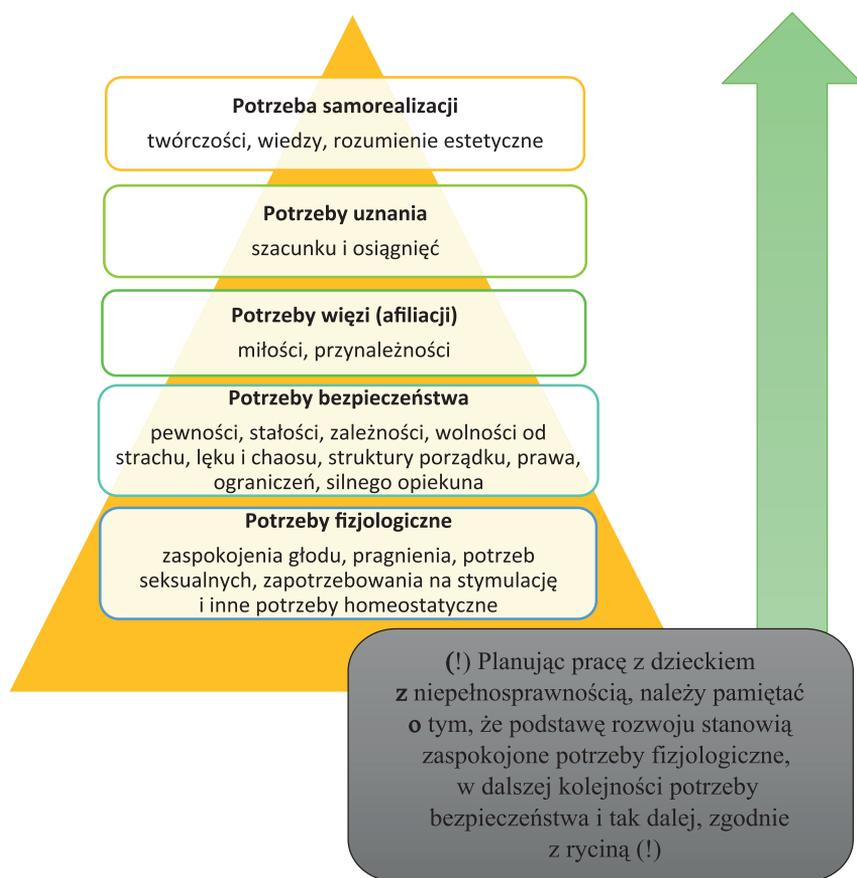 Potrzeba samorealizacji
twórczości, wiedzy, rozumienie estetyczne
Potrzeby uznania
szacunku i osiągnięć
Potrzeby więzi (afiliacji)
miłości, przynależności
Potrzeby bezpieczeństwa
pewności, stałości, zależności, wolności od
strachu, lęku i chaosu, struktury porządku, prawa,
ograniczeń, silnego opiekuna
Potrzeby fizjologiczne
zaspokojenia głodu, pragnienia, potrzeb
seksualnych, zapotrzebowania na stymulację
i inne potrzeby homeostatyczne
(!) Planując pracę z dzieckiem
z niepełnosprawnością, należy pamiętać
o tym, że podstawę rozwoju stanowią
zaspokojone potrzeby fizjologiczne,
w dalszej kolejności potrzeby
bezpieczeństwa i tak dalej, zgodnie
z ryciną (!)